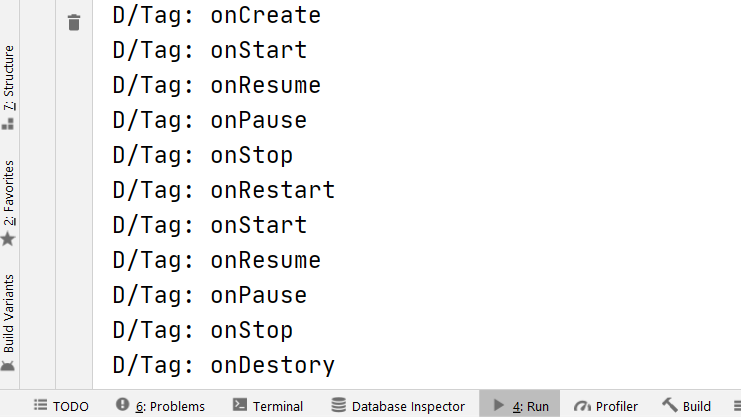 D/Tag: onCreate
D/Tag: onStart
D/Tag: onResume
D/Tag: onPause
D/Tag: onStop
D/Tag: onRestart
D/Tag: onStart
D/Tag: onResume
D/Tag: onPause
D/Tag: onStop
D/Tag: onDestory
7: Structure
2: Favorites
Build Variants
TODO
6: Problems
Terminal
Database Inspector
4: Run
Profiler
Build